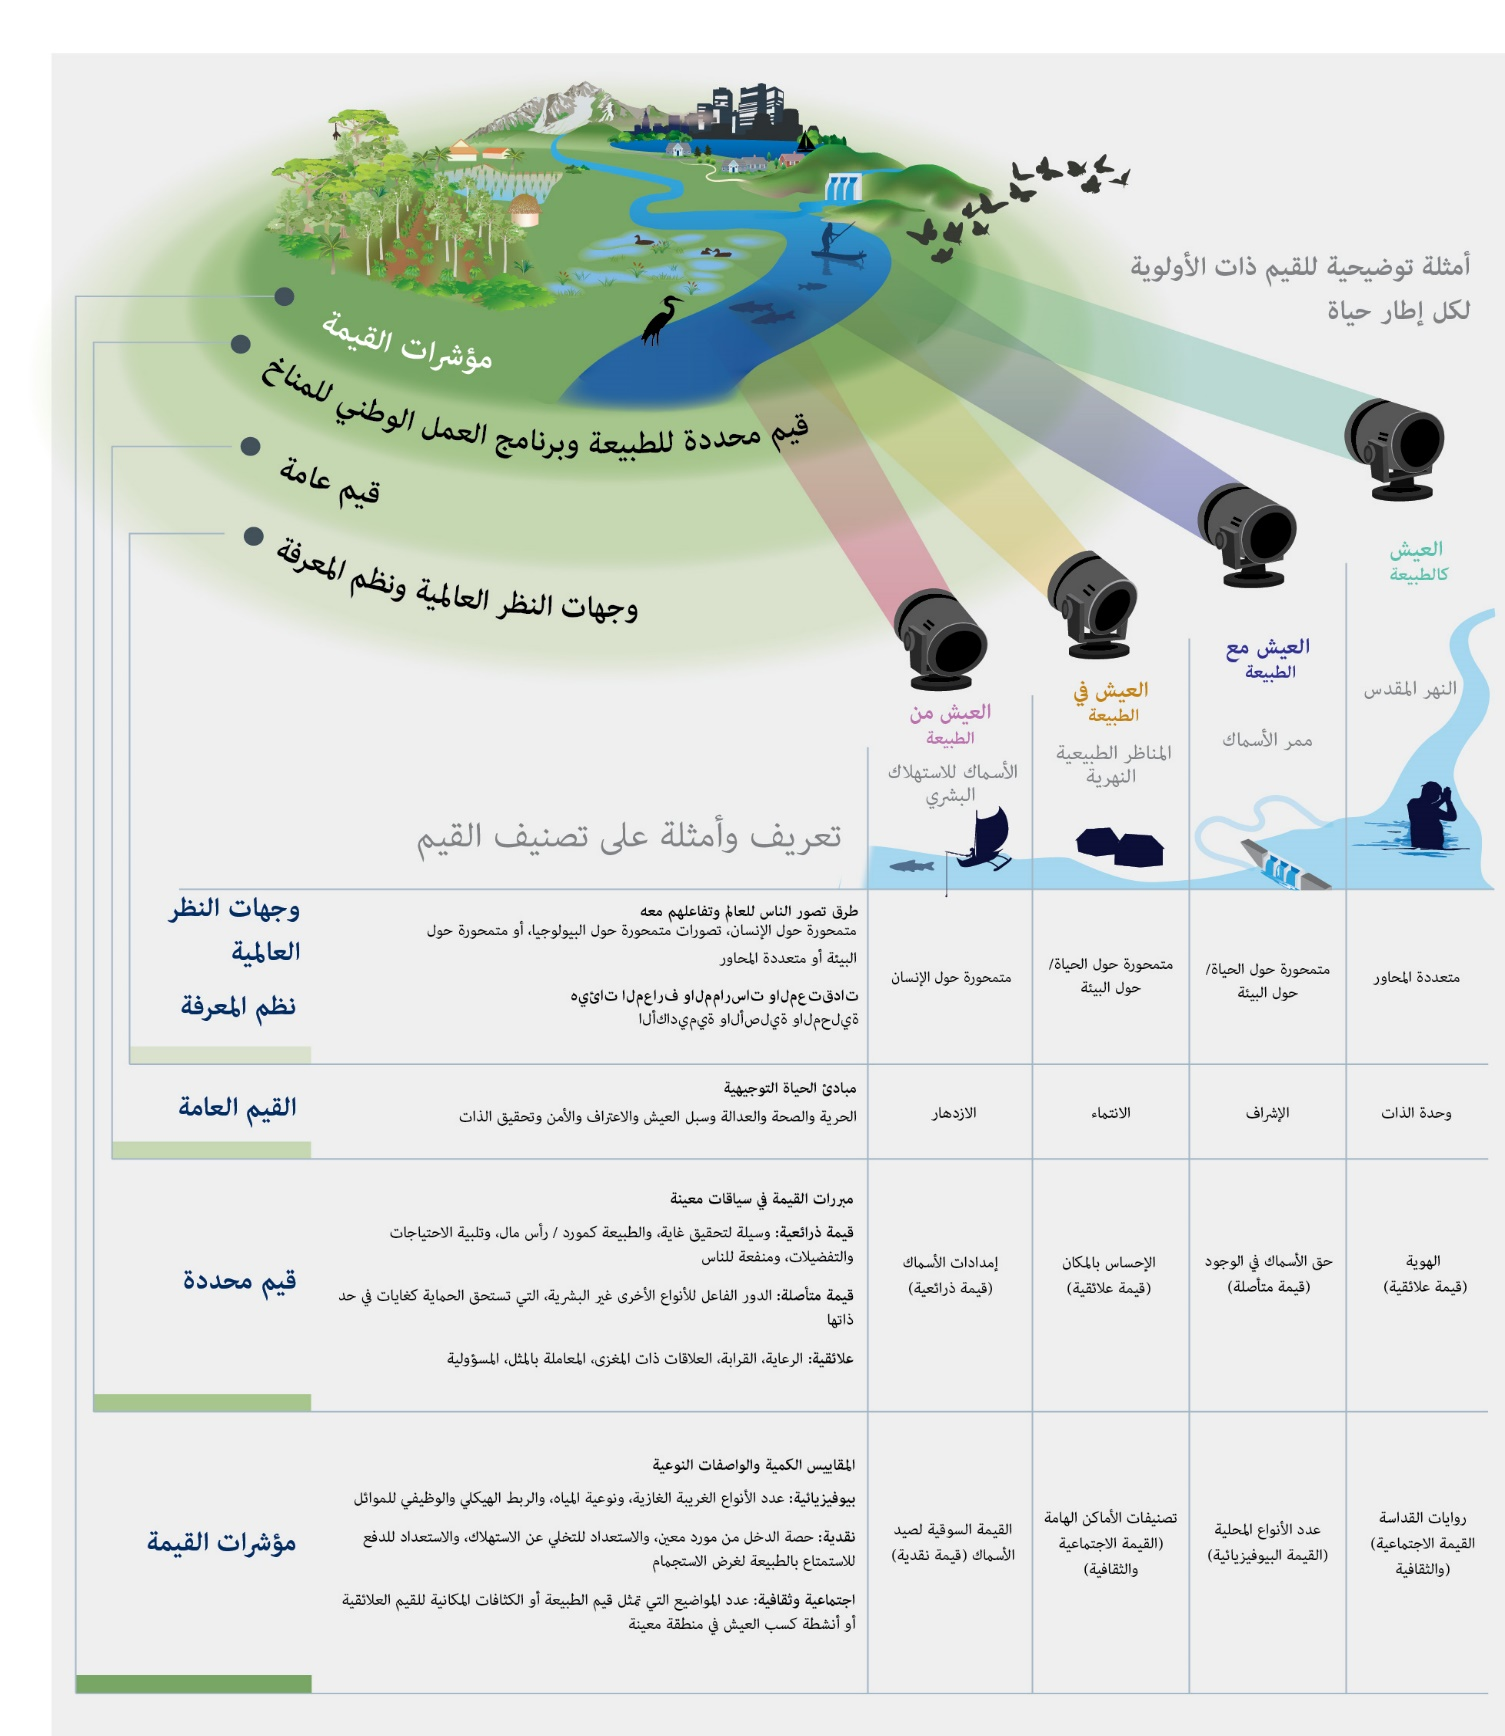 أمثلة توضيحية للقيم ذات الأولوية
لكل إطار حياة
مؤشرات القيمة
قيم محددة للطبيعة وبرنامج العمل الوطني للمناخ
قيم عامة
وجهات النظر العالمية ونظم المعرفة
العيش
كالطبيعة
النهر المقدس
العيش مع
الطبيعة
ممر الأسماك
العيش في
الطبيعة
المناظر الطبيعية
النهرية
العيش من
الطبيعة
الأسماك للاستهلاك
البشري
تعريف وأمثلة على تصنيف القيم
وجهات النظر
العالمية
نظم المعرفة
طرق تصور الناس للعالم وتفاعلهم معه
متمحورة حول الإنسان، تصورات متمحورة حول البيولوجيا، أو متمحورة حول
البيئة أو متعددة المحاور
تادقتعملاو تاسرامملاو فراعملا تائيه
ةيلحملاو ةيلصألاو ةيميداكألا
متمحورة حول الإنسان
متمحورة حول الحياة/
حول البيئة
متمحورة حول الحياة/
حول البيئة
متعددة المحاور
القيم العامة
مبادئ الحياة التوجيهية
الحرية والصحة والعدالة وسبل العيش والاعتراف والأمن وتحقيق الذات
الازدهار
الانتماء
الإشراف
وحدة الذات
قيم محددة
مبررات القيمة في سياقات معينة
قيمة ذرائعية: وسيلة لتحقيق غاية، والطبيعة كمورد / رأس مال، وتلبية الاحتياجات
والتفضيلات، ومنفعة للناس
قيمة متأصلة: الدور الفاعل للأنواع الأخرى غير البشرية، التي تستحق الحماية كغايات في حد
ذاتها
علائقية: الرعاية، القرابة، العلاقات ذات المغزى، المعاملة بالمثل، المسؤولية
إمدادات الأسماك
(قيمة ذرائعية)
الإحساس بالمكان
(قيمة علائقية)
حق الأسماك في الوجود
(قيمة متأصلة)
الهوية
(قيمة علائقية)
مؤشرات القيمة
المقاييس الكمية والواصفات النوعية
بيوفيزيائية: عدد الأنواع الغريبة الغازية، ونوعية المياه، والربط الهيكلي والوظيفي للموائل
نقدية: حصة الدخل من مورد معين، والاستعداد للتخلي عن الاستهلاك، والاستعداد للدفع
للاستمتاع بالطبيعة لغرض الاستجمام
اجتماعية وثقافية: عدد المواضيع التي تمثل قيم الطبيعة أو الكثافات المكانية للقيم العلائقية
أو أنشطة كسب العيش في منطقة معينة
القيمة السوقية لصيد
الأسماك (قيمة نقدية)
تصنيفات الأماكن الهامة
(القيمة الاجتماعية
والثقافية)
عدد الأنواع المحلية
(القيمة البيوفيزيائية)
روايات القداسة
القيمة الاجتماعية)
(والثقافية